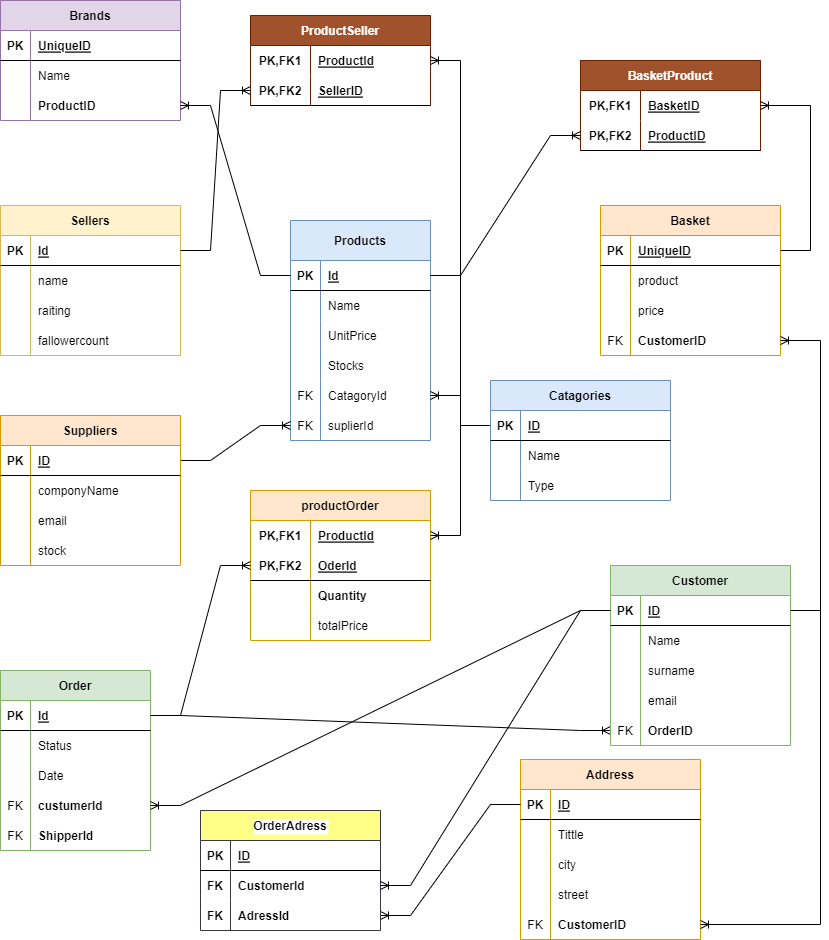 Brands
PK UniqueID
Name
ProductID
ProductSeller
PK,FK1 ProductId
PK,FK2 SellerID
BasketProduct
PK,FK1 BasketID
PK,FK2 ProductID
Sellers
PK Id
name
raiting
fallowercount
Products
PK Id
Name
UnitPrice
Stocks
FK CatagoryId
FK suplierId
Basket
PK UniqueID
product
price
FK CustomerID
Suppliers
PK ID
componyName
email
stock
Catagories
PK ID
Name
Type
productOrder
PK,FK1 ProductId
PK,FK2 OderId
Quantity
totalPrice
Customer
PK ID
Name
surname
email
FK OrderID
Order
PK Id
Status
Date
FK custumerId
FK ShipperId
OrderAdress
PK ID
FK CustomerId
FK AdressId
Address
PK ID
Tittle
city
street
FK CustomerID